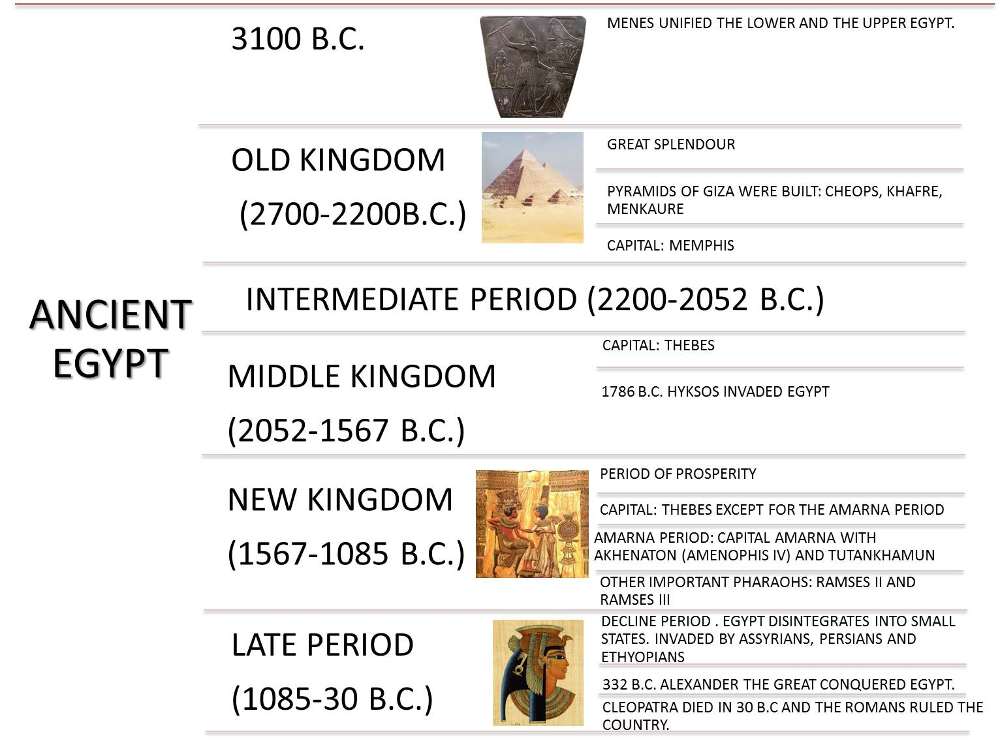 ANCIENT
EGYPT
3100 B.C.
MENES UNIFIED THE LOWER AND THE UPPER EGYPT.
OLD KINGDOM
(2700-2200B.C.)
GREAT SPLENDOUR
PYRAMIDS OF GIZA WERE BUILT: CHEOPS, KHAFRE,
MENKAURE
CAPITAL: MEMPHIS
INTERMEDIATE PERIOD (2200-2052 B.C.)
MIDDLE KINGDOM
(2052-1567 B.C.)
CAPITAL: THEBES
1786 B.C. HYKSOS INVADED EGYPT
NEW KINGDOM
(1567-1085 B.C.)
PERIOD OF PROSPERITY
CAPITAL: THEBES EXCEPT FOR THE AMARNA PERIOD
AMARNA PERIOD: CAPITAL AMARNA WITH
AKHENATON (AMENOPHIS IV) AND TUTANKHAMUN
OTHER IMPORTANT PHARAOHS: RAMSES II AND
RAMSES III
LATE PERIOD
(1085-30 B.C.)
DECLINE PERIOD . EGYPT DISINTEGRATES INTO SMALL
STATES. INVADED BY ASSYRIANS, PERSIANS AND
ETHYOPIANS
332 B.C. ALEXANDER THE GREAT CONQUERED EGYPT.
CLEOPATRA DIED IN 30 B.C AND THE ROMANS RULED THE
COUNTRY.